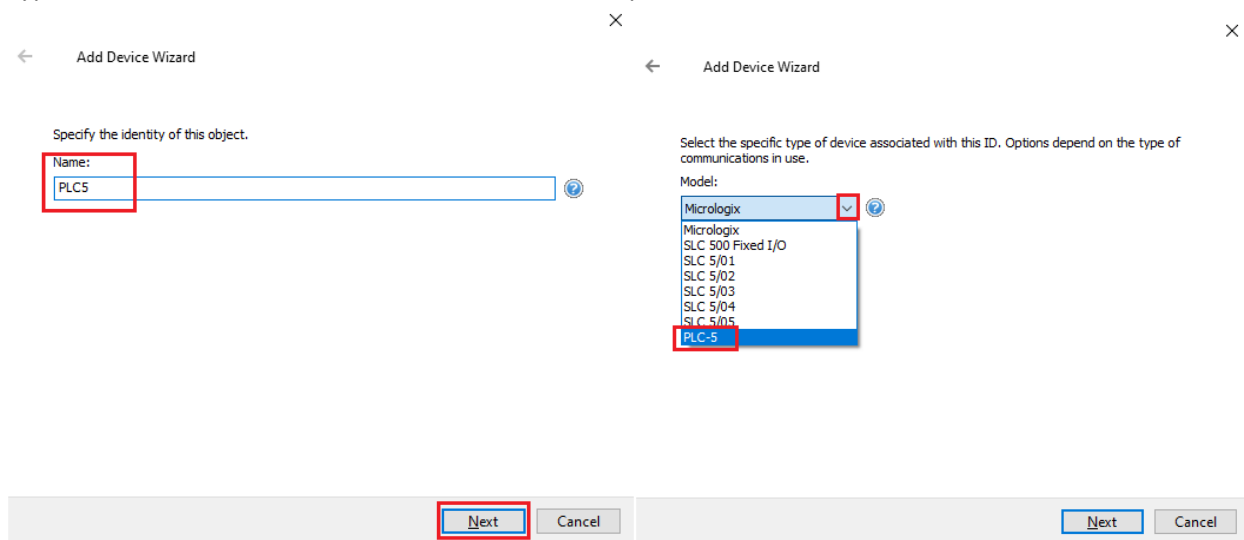 Add Device Wizard
Specify the identity of this object.
Name:
PLC5
Next
Cancel
Add Device Wizard
Select the specific type of device associated with this ID. Options depend on the type of
communications in use.
Model:
Micrologix
Micrologix
SLC 500 Fixed I/O
SLC 5/01
SLC 5/02
SLC 5/03
SLC 5/04
SLC 5/05
PLC-5
Next
Cancel